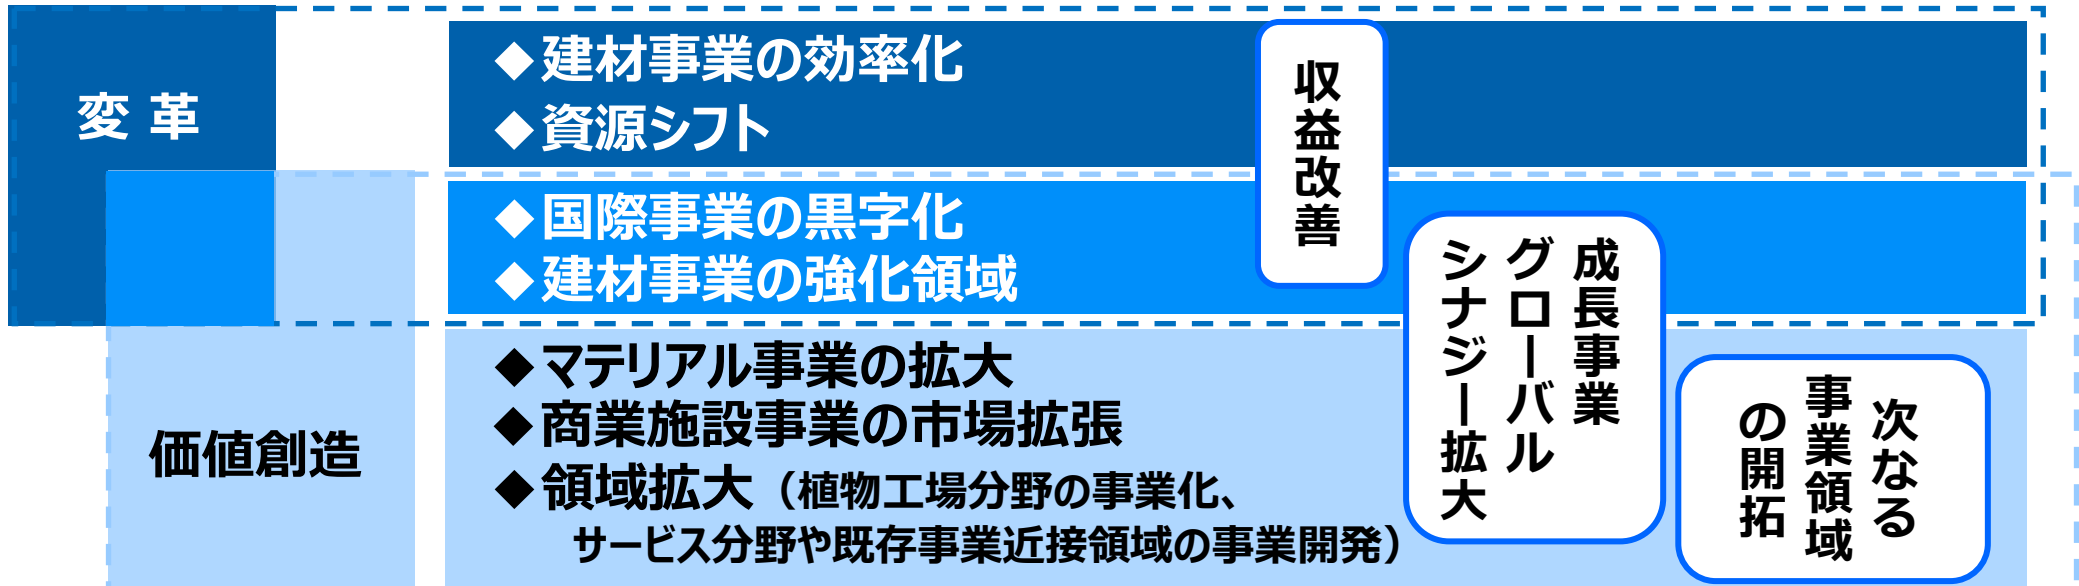 変革
◆建材事業の効率化
◆資源シフト
収益改善
◆国際事業の黒字化
◆建材事業の強化領域
成長事業
グローバル
シナジー拡大
価値創造
◆マテリアル事業の拡大
◆商業施設事業の市場拡張
◆領域拡大（植物工場分野の事業化、
サービス分野や既存事業近接領域の事業開発）
次なる
事業領域
の開拓